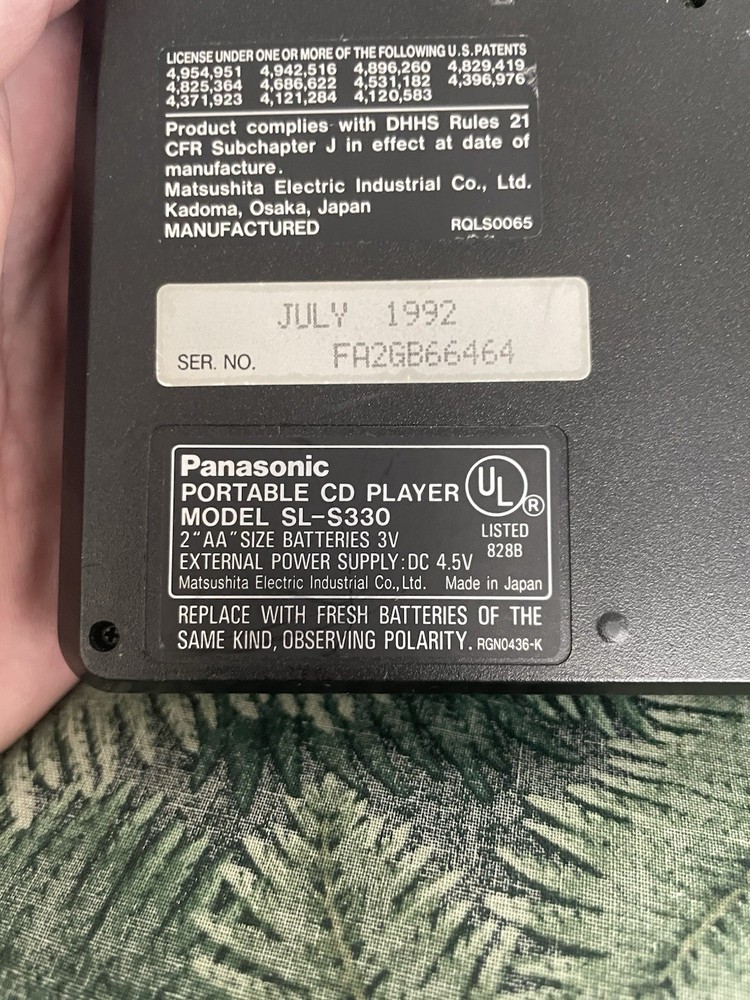 LICENSE UNDER ONE OR MORE OF THE FOLLOWING U.S. PATENTS
4,954,951 4,942,516 4,896,260 4,829,419
4,825,364 4,686,622 4,531,182 4,396,976
4,371,923 4,121,284 4,120,583
Product complies with DHHS Rules 21
CFR Subchapter J in effect at date of
manufacture.
Matsushita Electric Industrial Co., Ltd.
Kadoma, Osaka, Japan
MANUFACTURED RQLS0065
JULY 1992
SER. NO. FA2GB66464
Panasonic
PORTABLE CD PLAYER
MODEL SL-S330
2 "AA" SIZE BATTERIES 3V
EXTERNAL POWER SUPPLY: DC 4.5V
Matsushita Electric Industrial Co., Ltd. Made in Japan
UL ®
LISTED
828B
REPLACE WITH FRESH BATTERIES OF THE
SAME KIND, OBSERVING POLARITY. RGN0436-K